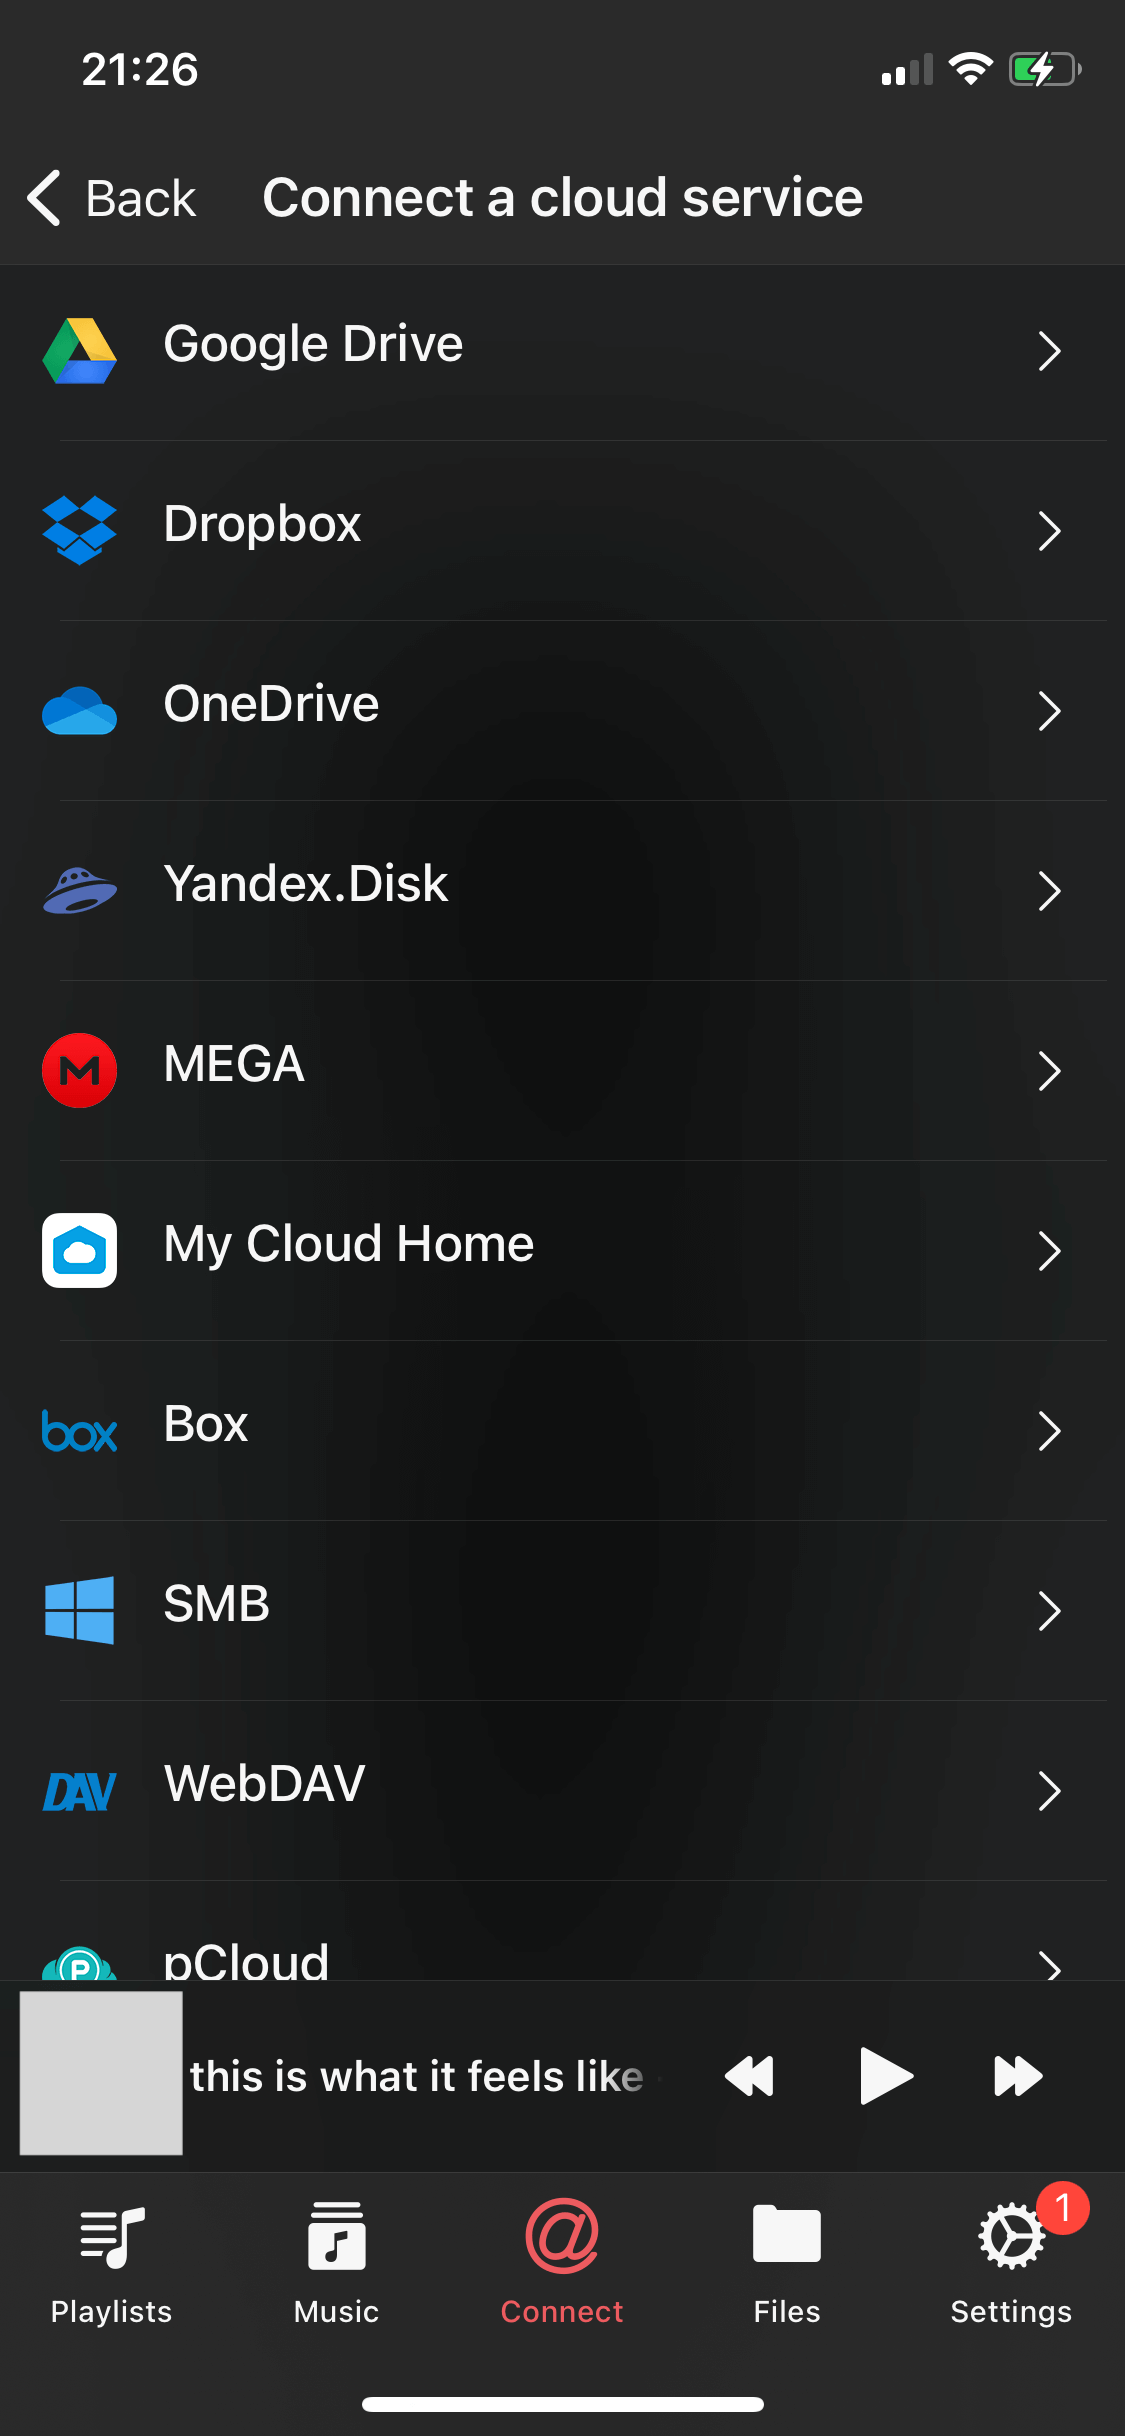 21:26
Back
Connect a cloud service
Google Drive
Dropbox
OneDrive
Yandex.Disk
M
MEGA
My Cloud Home
box
Box
SMB
DAV
WebDAV
P
pCloud
this is what it feels like
1
Playlists
Music
@
Connect
Files
Settings